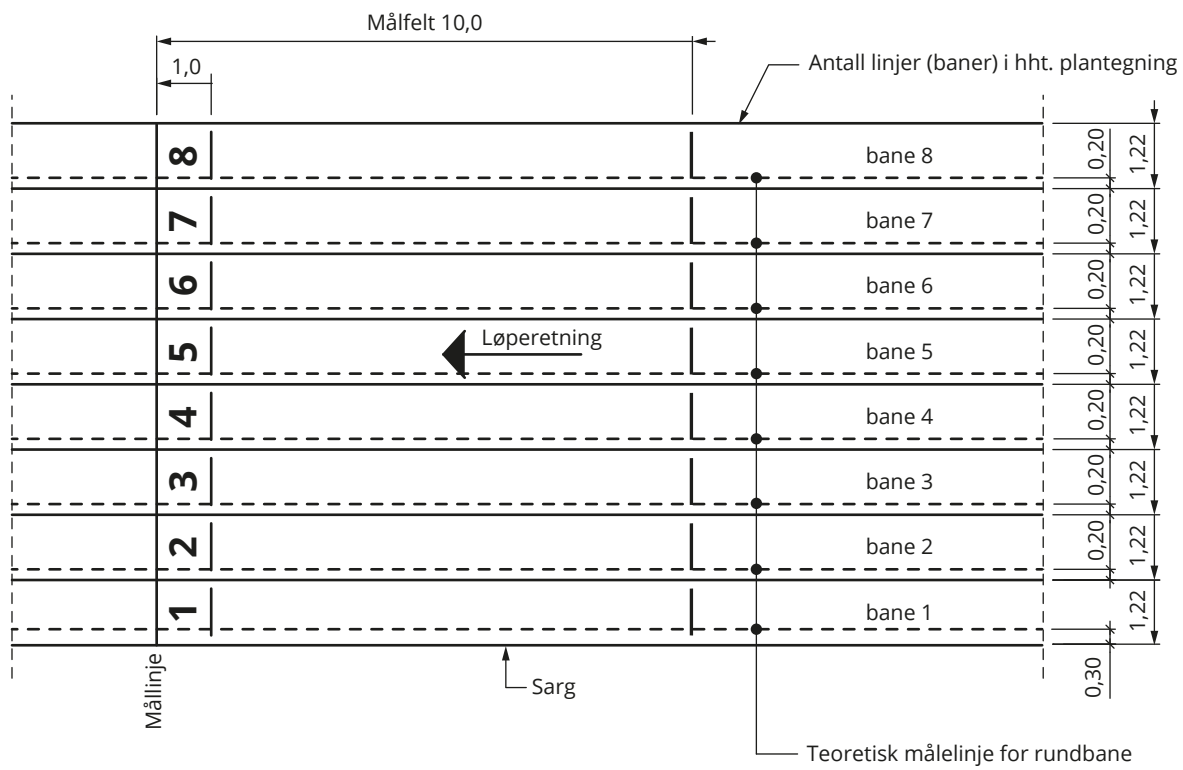 Målfelt 10,0
1,0
Antall linjer (baner) i hht. plantegning
8
bane 8
0,20
1,22
7
bane 7
0,20
1,22
6
bane 6
0,20
1,22
Løperetning
5
bane 5
0,20
1,22
4
bane 4
0,20
1,22
3
bane 3
0,20
1,22
2
bane 2
0,20
1,22
1
bane 1
1,22
0,30
Mållinje
Sarg
Teoretisk målelinje for rundbane